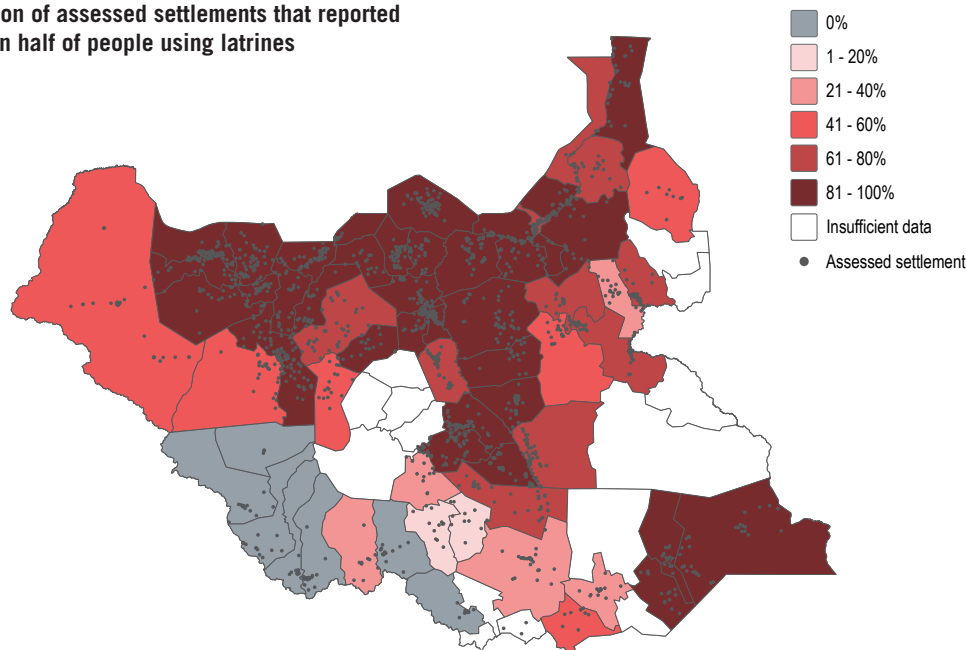 of assessed settlements that reported
half of people using latrines
0%
1 - 20%
21 - 40%
41 - 60%
61 - 80%
81 - 100%
Insufficient data
Assessed settlement